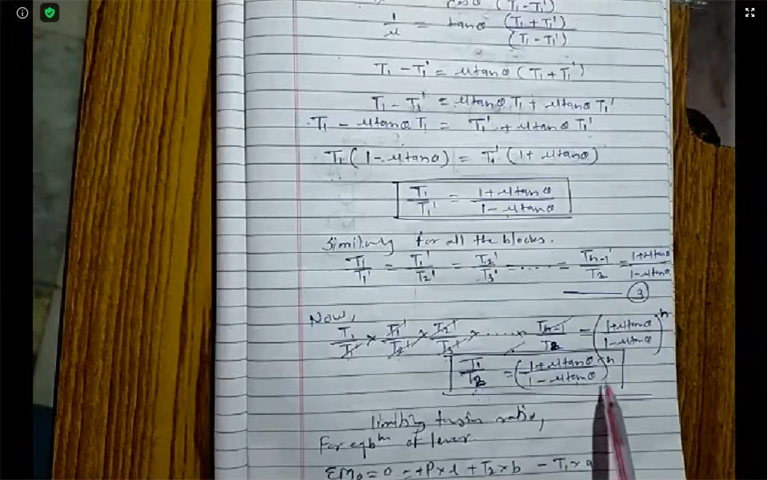 cosθ (T₁-T₁')
1/μ = tanθ (T₁+T₁')/(T₁-T₁')
T₁-T₁' = μtanθ (T₁+T₁')
T₁-T₁' = μtanθ T₁ + μtanθ T₁'
T₁ - μtanθ T₁ = T₁' + μtanθ T₁'
T₁(1-μtanθ) = T₁'(1+μtanθ)
T₁/T₁' = 1+μtanθ/1-μtanθ
Similarly for all the blocks.
T₁/T₁' = T₁'/T₂' = T₂'/T₃' = ..... = Tn-1'/T₂ = 1+μtanθ/1-μtanθ
3
Now,
T₁/T₁' × T₁'/T₂' × T₂'/T₃' × ..... × Tn-1/T₂ = (1+μtanθ/1-μtanθ)ⁿ
T₁/T₂ = (1+μtanθ/1-μtanθ)ⁿ
limiting tension ratio,
For eqbm of lever
ΣM₀=0 = +P×l + T₂×b - T₁×a